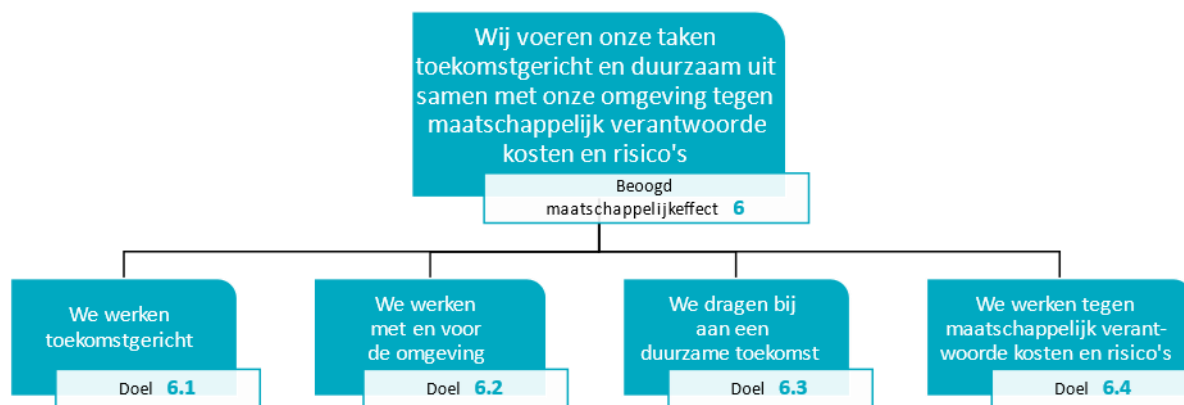 Wij voeren onze taken
toekomstgericht en duurzaam uit
samen met onze omgeving tegen
maatschappelijk verantwoorde
kosten en risico's
Beoogd
maatschappelijkeffect 6
We werken
toekomstgericht
Doel 6.1
We werken
met en voor
de omgeving
Doel 6.2
We dragen bij
aan een
duurzame toekomst
Doel 6.3
We werken tegen
maatschappelijk verant-
woorde kosten en risico's
Doel 6.4